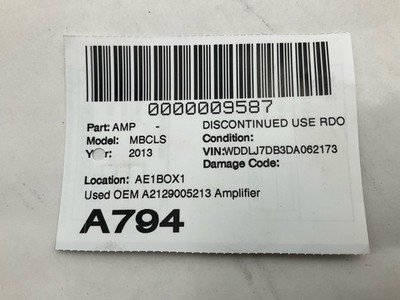 0000009587
Part: AMP - DISCONTINUED USE RDO
Model: MBCLS Condition:
Year: 2013 VIN:WDDLJ7DB3DA062173
Damage Code:
Location: AE1BOX1
Used OEM A2129005213 Amplifier
A794